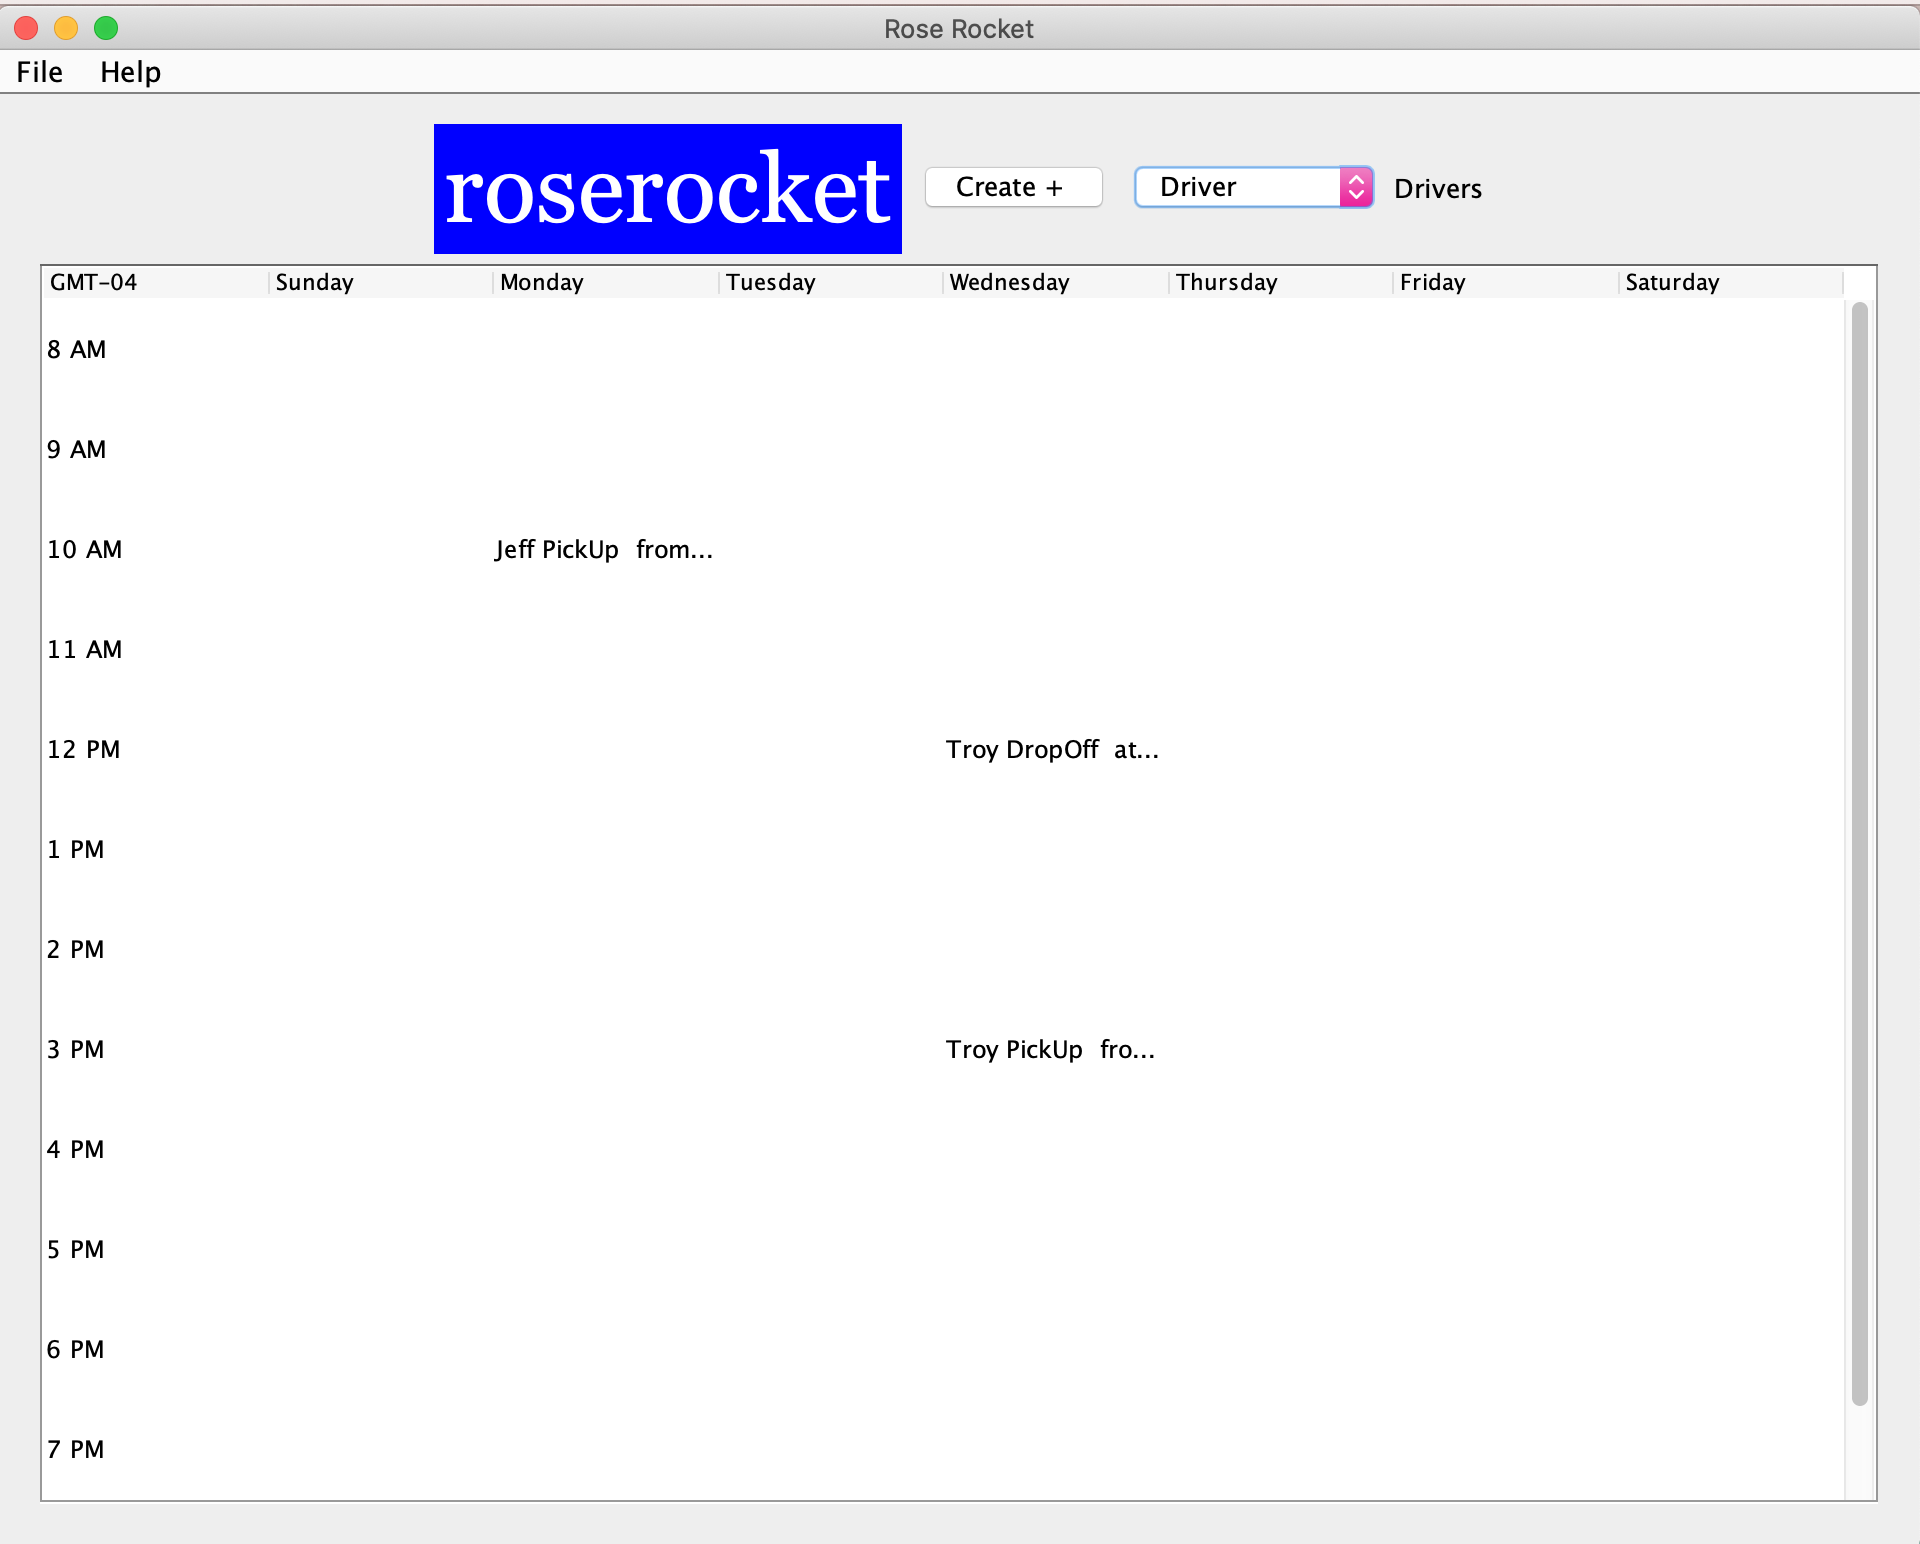 Rose Rocket
File Help
roserocket Create + Driver Drivers
GMT-04 Sunday Monday Tuesday Wednesday Thursday Friday Saturday
8 AM
9 AM
10 AM Jeff PickUp from...
11 AM
12 PM Troy DropOff at...
1 PM
2 PM
3 PM Troy PickUp fro...
4 PM
5 PM
6 PM
7 PM